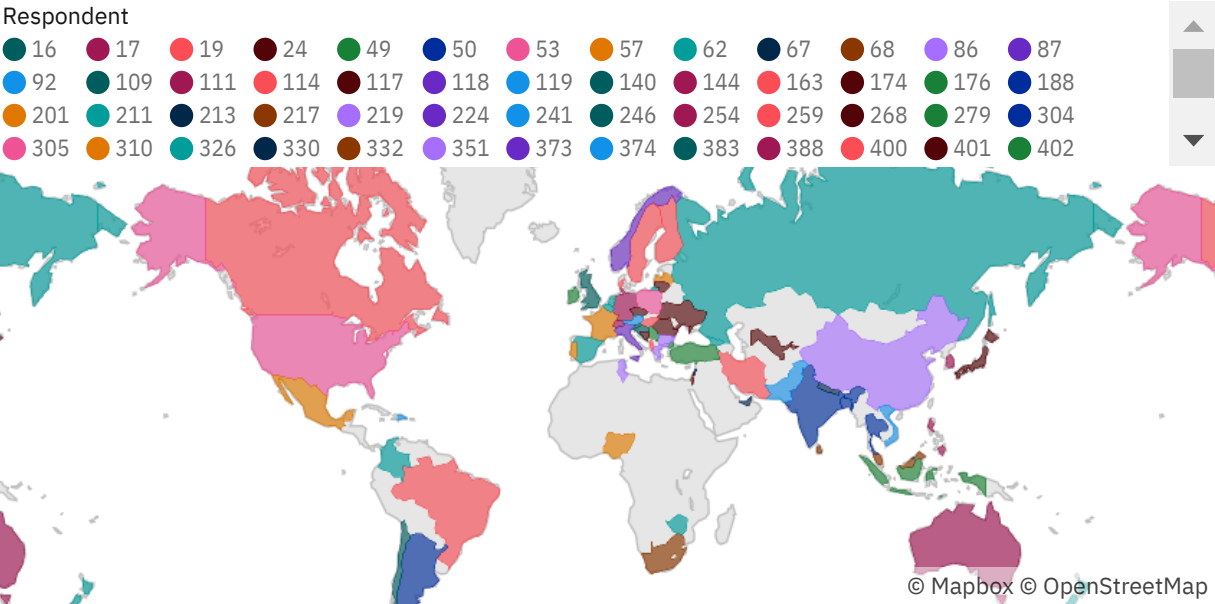 Respondent
16 17 19 24 49 50 53 57 62 67 68 86 87
92 109 111 114 117 118 119 140 144 163 174 176 188
201 211 213 217 219 224 241 246 254 259 268 279 304
305 310 326 330 332 351 373 374 383 388 400 401 402
© Mapbox © OpenStreetMap